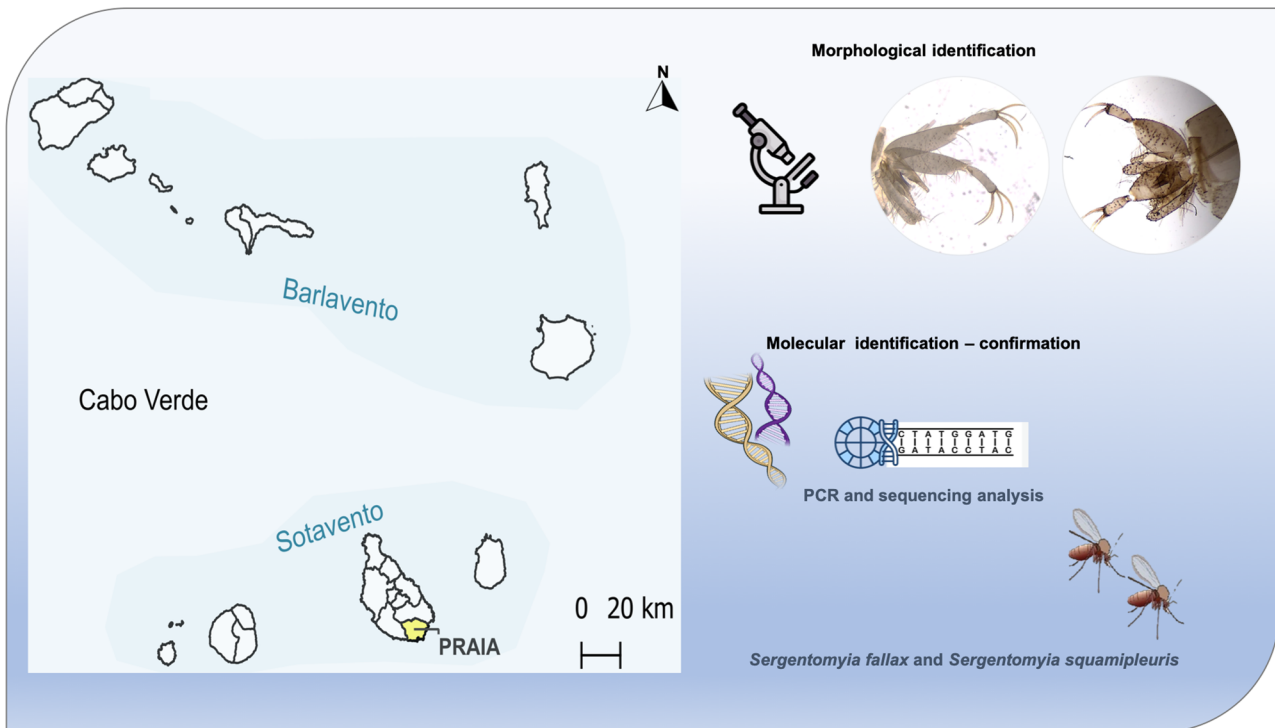 Morphological identification
N
Barlavento
Molecular identification – confirmation
Cabo Verde
CTATGGATG
GATACCTAC
PCR and sequencing analysis
Sotavento
0 20 km
PRAIA
Sergentomyia fallax and Sergentomyia squamipleuris